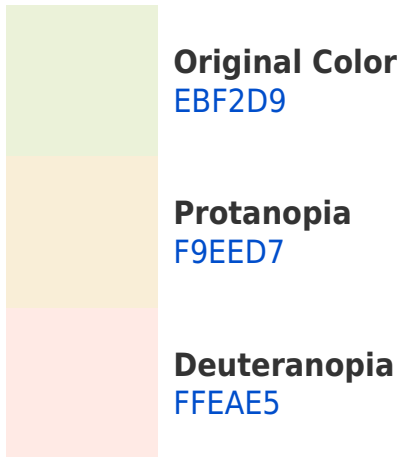 Original Color
EBF2D9
Protanopia
F9EED7
Deuteranopia
FFEAE5